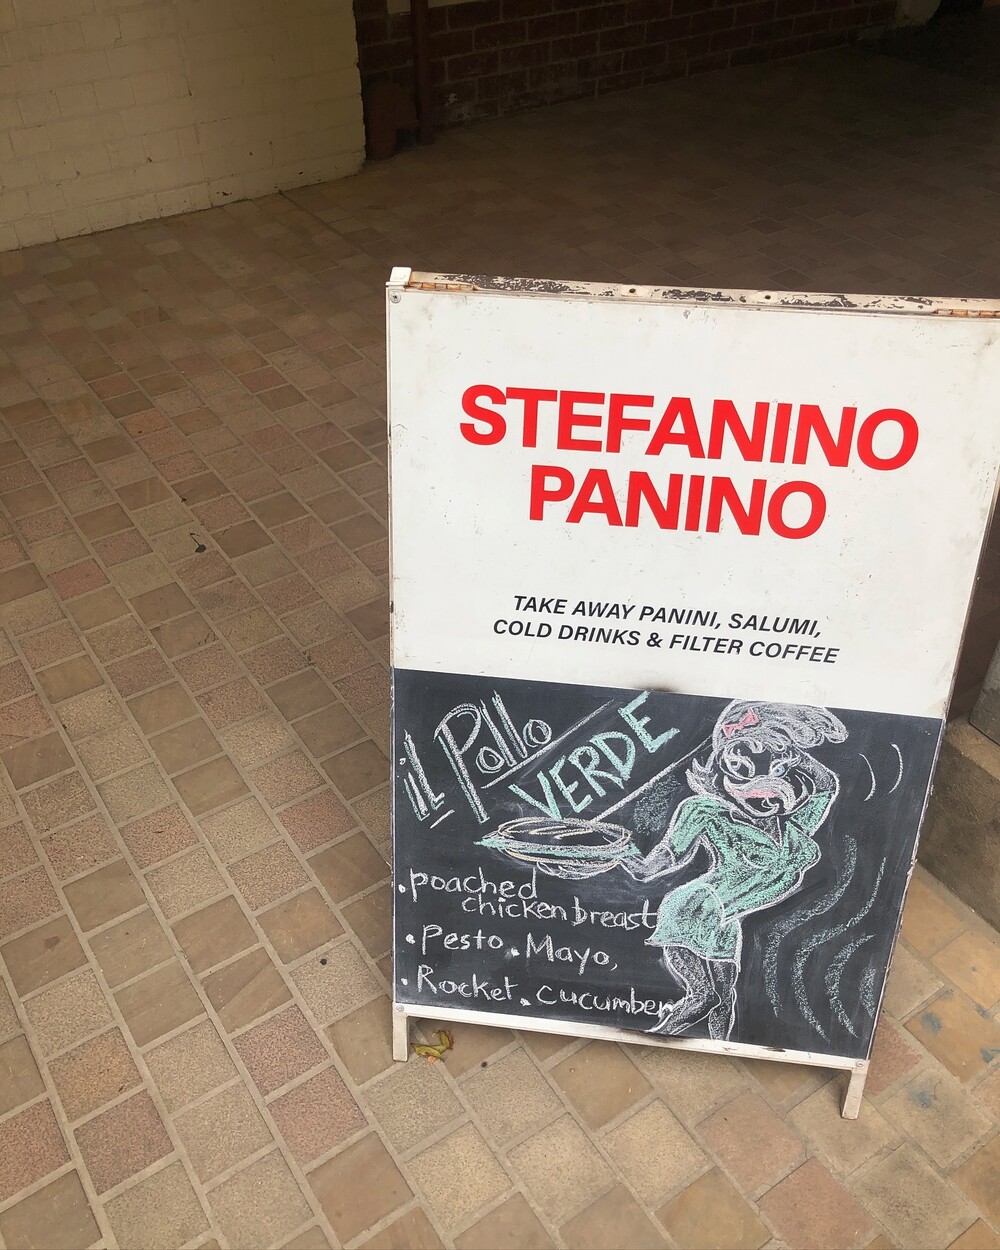 STEFANINO
PANINO
TAKE AWAY PANINI, SALUMI,
COLD DRINKS & FILTER COFFEE
iL Pollo
VERDE
• poached
chicken breast
• Pesto • Mayo,
• Rocket • cucumber